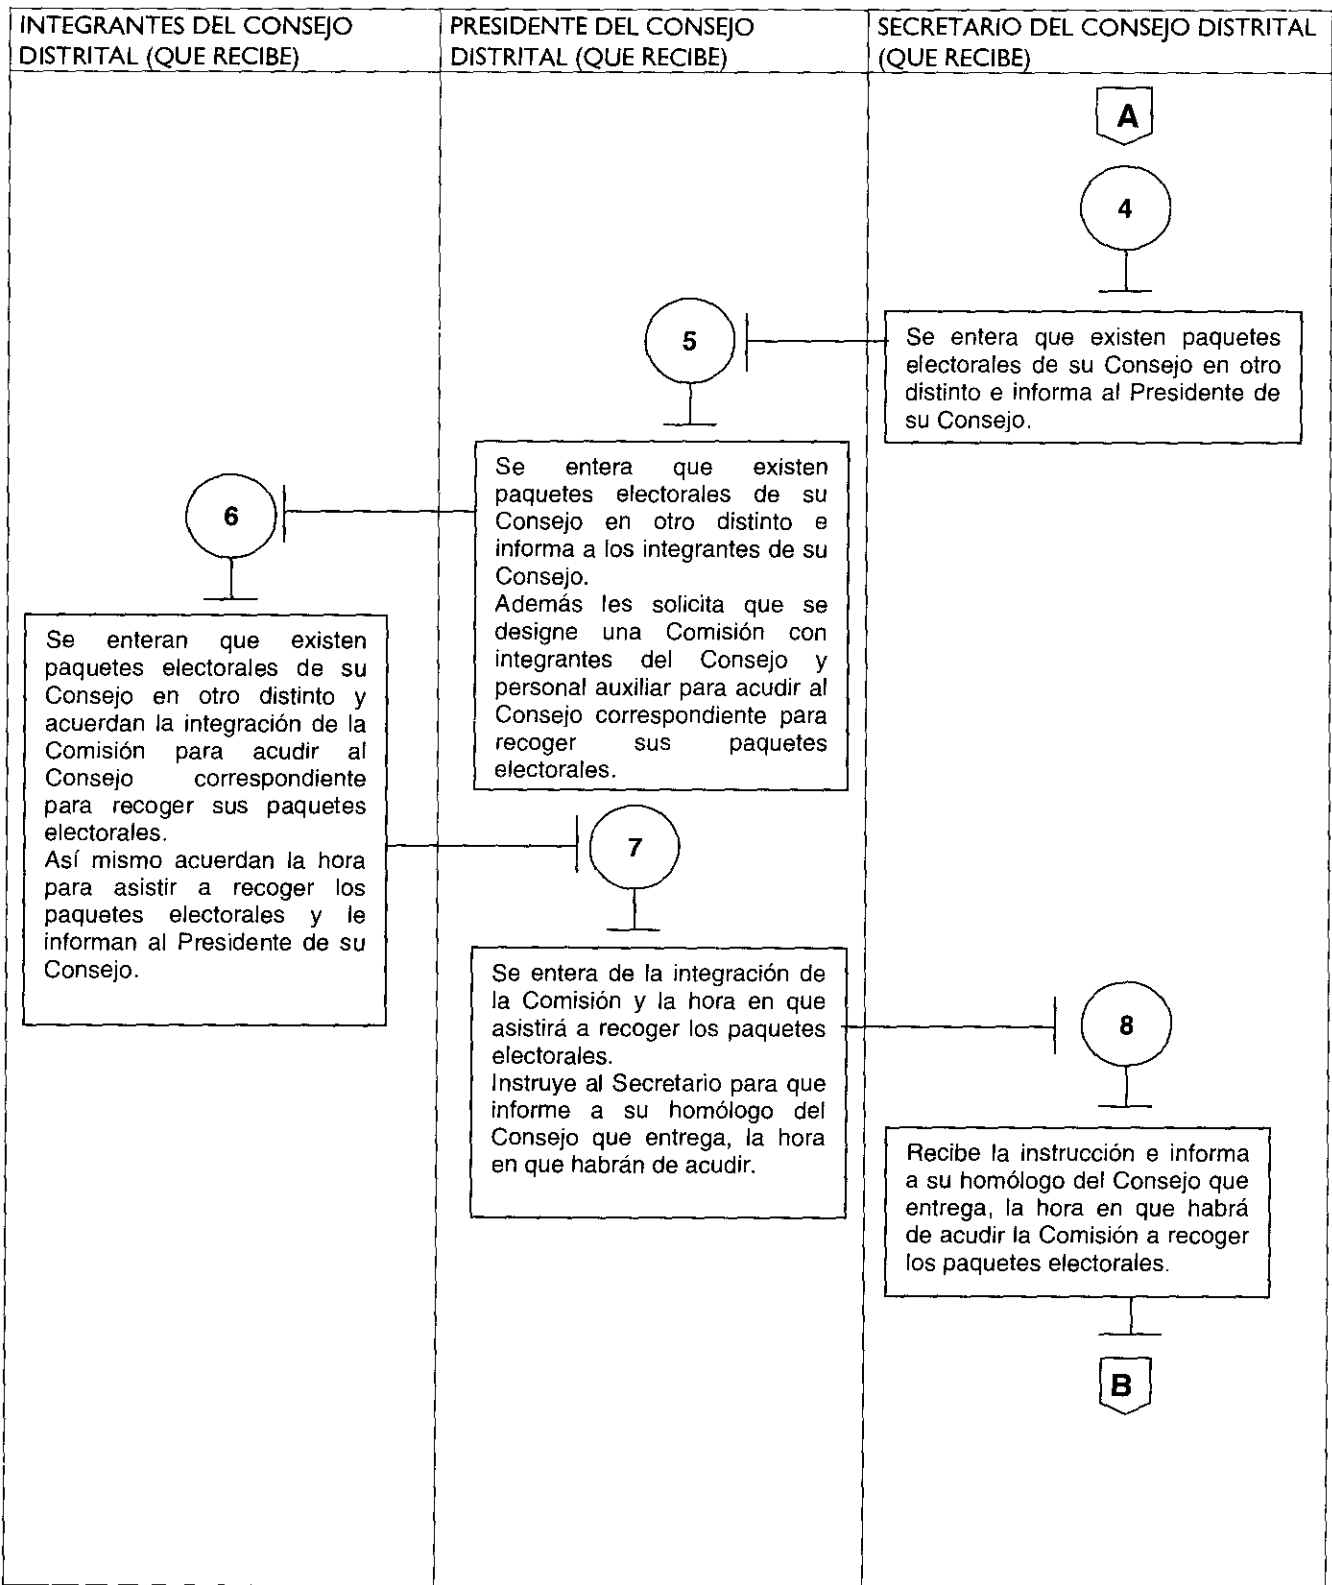 INTEGRANTES DEL CONSEJO
DISTRITAL (QUE RECIBE)
PRESIDENTE DEL CONSEJO
DISTRITAL (QUE RECIBE)
SECRETARIO DEL CONSEJO DISTRITAL
(QUE RECIBE)
A
4
Se entera que existen paquetes
electorales de su Consejo en otro
distinto e informa al Presidente de
su Consejo.
5
Se entera que existen
paquetes electorales de su
Consejo en otro distinto e
informa a los integrantes de su
Consejo.
Además les solicita que se
designe una Comisión con
integrantes del Consejo y
personal auxiliar para acudir al
Consejo correspondiente para
recoger sus paquetes
electorales.
6
Se enteran que existen
paquetes electorales de su
Consejo en otro distinto y
acuerdan la integración de la
Comisión para acudir al
Consejo correspondiente
para recoger sus paquetes
electorales.
Así mismo acuerdan la hora
para asistir a recoger los
paquetes electorales y le
informan al Presidente de su
Consejo.
7
Se entera de la integración de
la Comisión y la hora en que
asistirá a recoger los paquetes
electorales.
Instruye al Secretario para que
informe a su homólogo del
Consejo que entrega, la hora
en que habrán de acudir.
8
Recibe la instrucción e informa
a su homólogo del Consejo que
entrega, la hora en que habrá
de acudir la Comisión a recoger
los paquetes electorales.
B